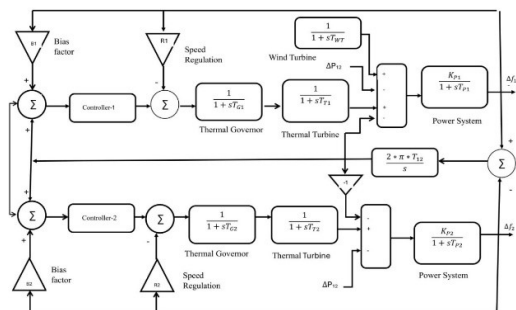 B1
Bias
factor
R1
Speed
Regulation
1
1 + sT_WT
Wind Turbine
ΔP₁₂
+
-
+
-
K_P1
1 + sT_P1
Δf₁
Power System
+
Σ
+
Controller-1
-
Σ
1
1 + sT_G1
Thermal Governor
1
1 + sT_T1
Thermal Turbine
2 * π * T₁₂
s
+
Σ
-
-1
+
Σ
+
Controller-2
Σ
-
1
1 + sT_G2
Thermal Governor
1
1 + sT_T2
Thermal Turbine
-
+
-
K_P2
1 + sT_P2
Δf₂
Power System
Bias
factor
Speed
Regulation
ΔP₁₂